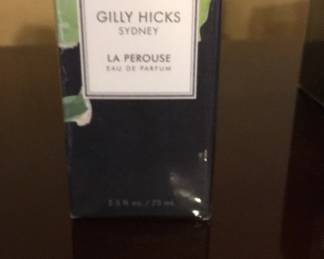 GILLY HICKS
SYDNEY
LA PEROUSE
EAU DE PARFUM
2.5 fl oz. / 75 mL